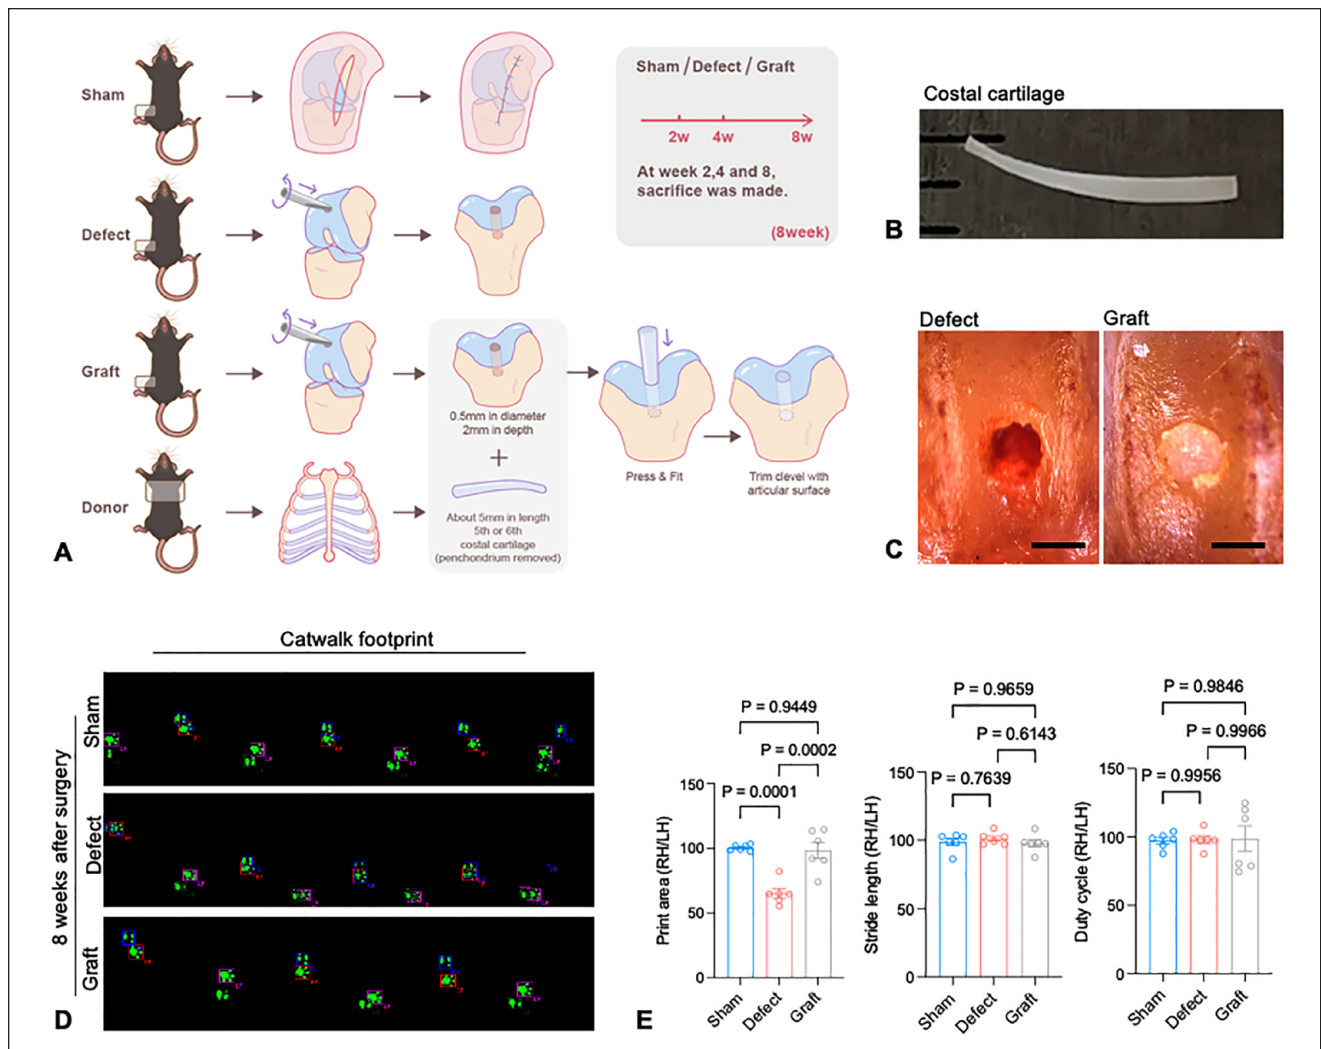 Sham
Sham / Defect / Graft
2w 4w 8w
At week 2,4 and 8,
sacrifice was made.
(8week)
Defect
Graft
0.5mm in diameter
2mm in depth
+
Press & Fit
Trim clevel with
articular surface
Donor
About 5mm in length
5th or 6th
costal cartilage
(penchondrium removed)
A
Costal cartilage
B
Defect
Graft
C
Catwalk footprint
8 weeks after surgery
Sham
Defect
Graft
D
P = 0.9449
P = 0.0002
P = 0.0001
Print area (RH/LH)
150
100
50
0
Sham
Defect
Graft
P = 0.9659
P = 0.6143
P = 0.7639
Stride length (RH/LH)
150
100
50
0
Sham
Defect
Graft
P = 0.9846
P = 0.9966
P = 0.9956
Duty cycle (RH/LH)
150
100
50
0
Sham
Defect
Graft
E